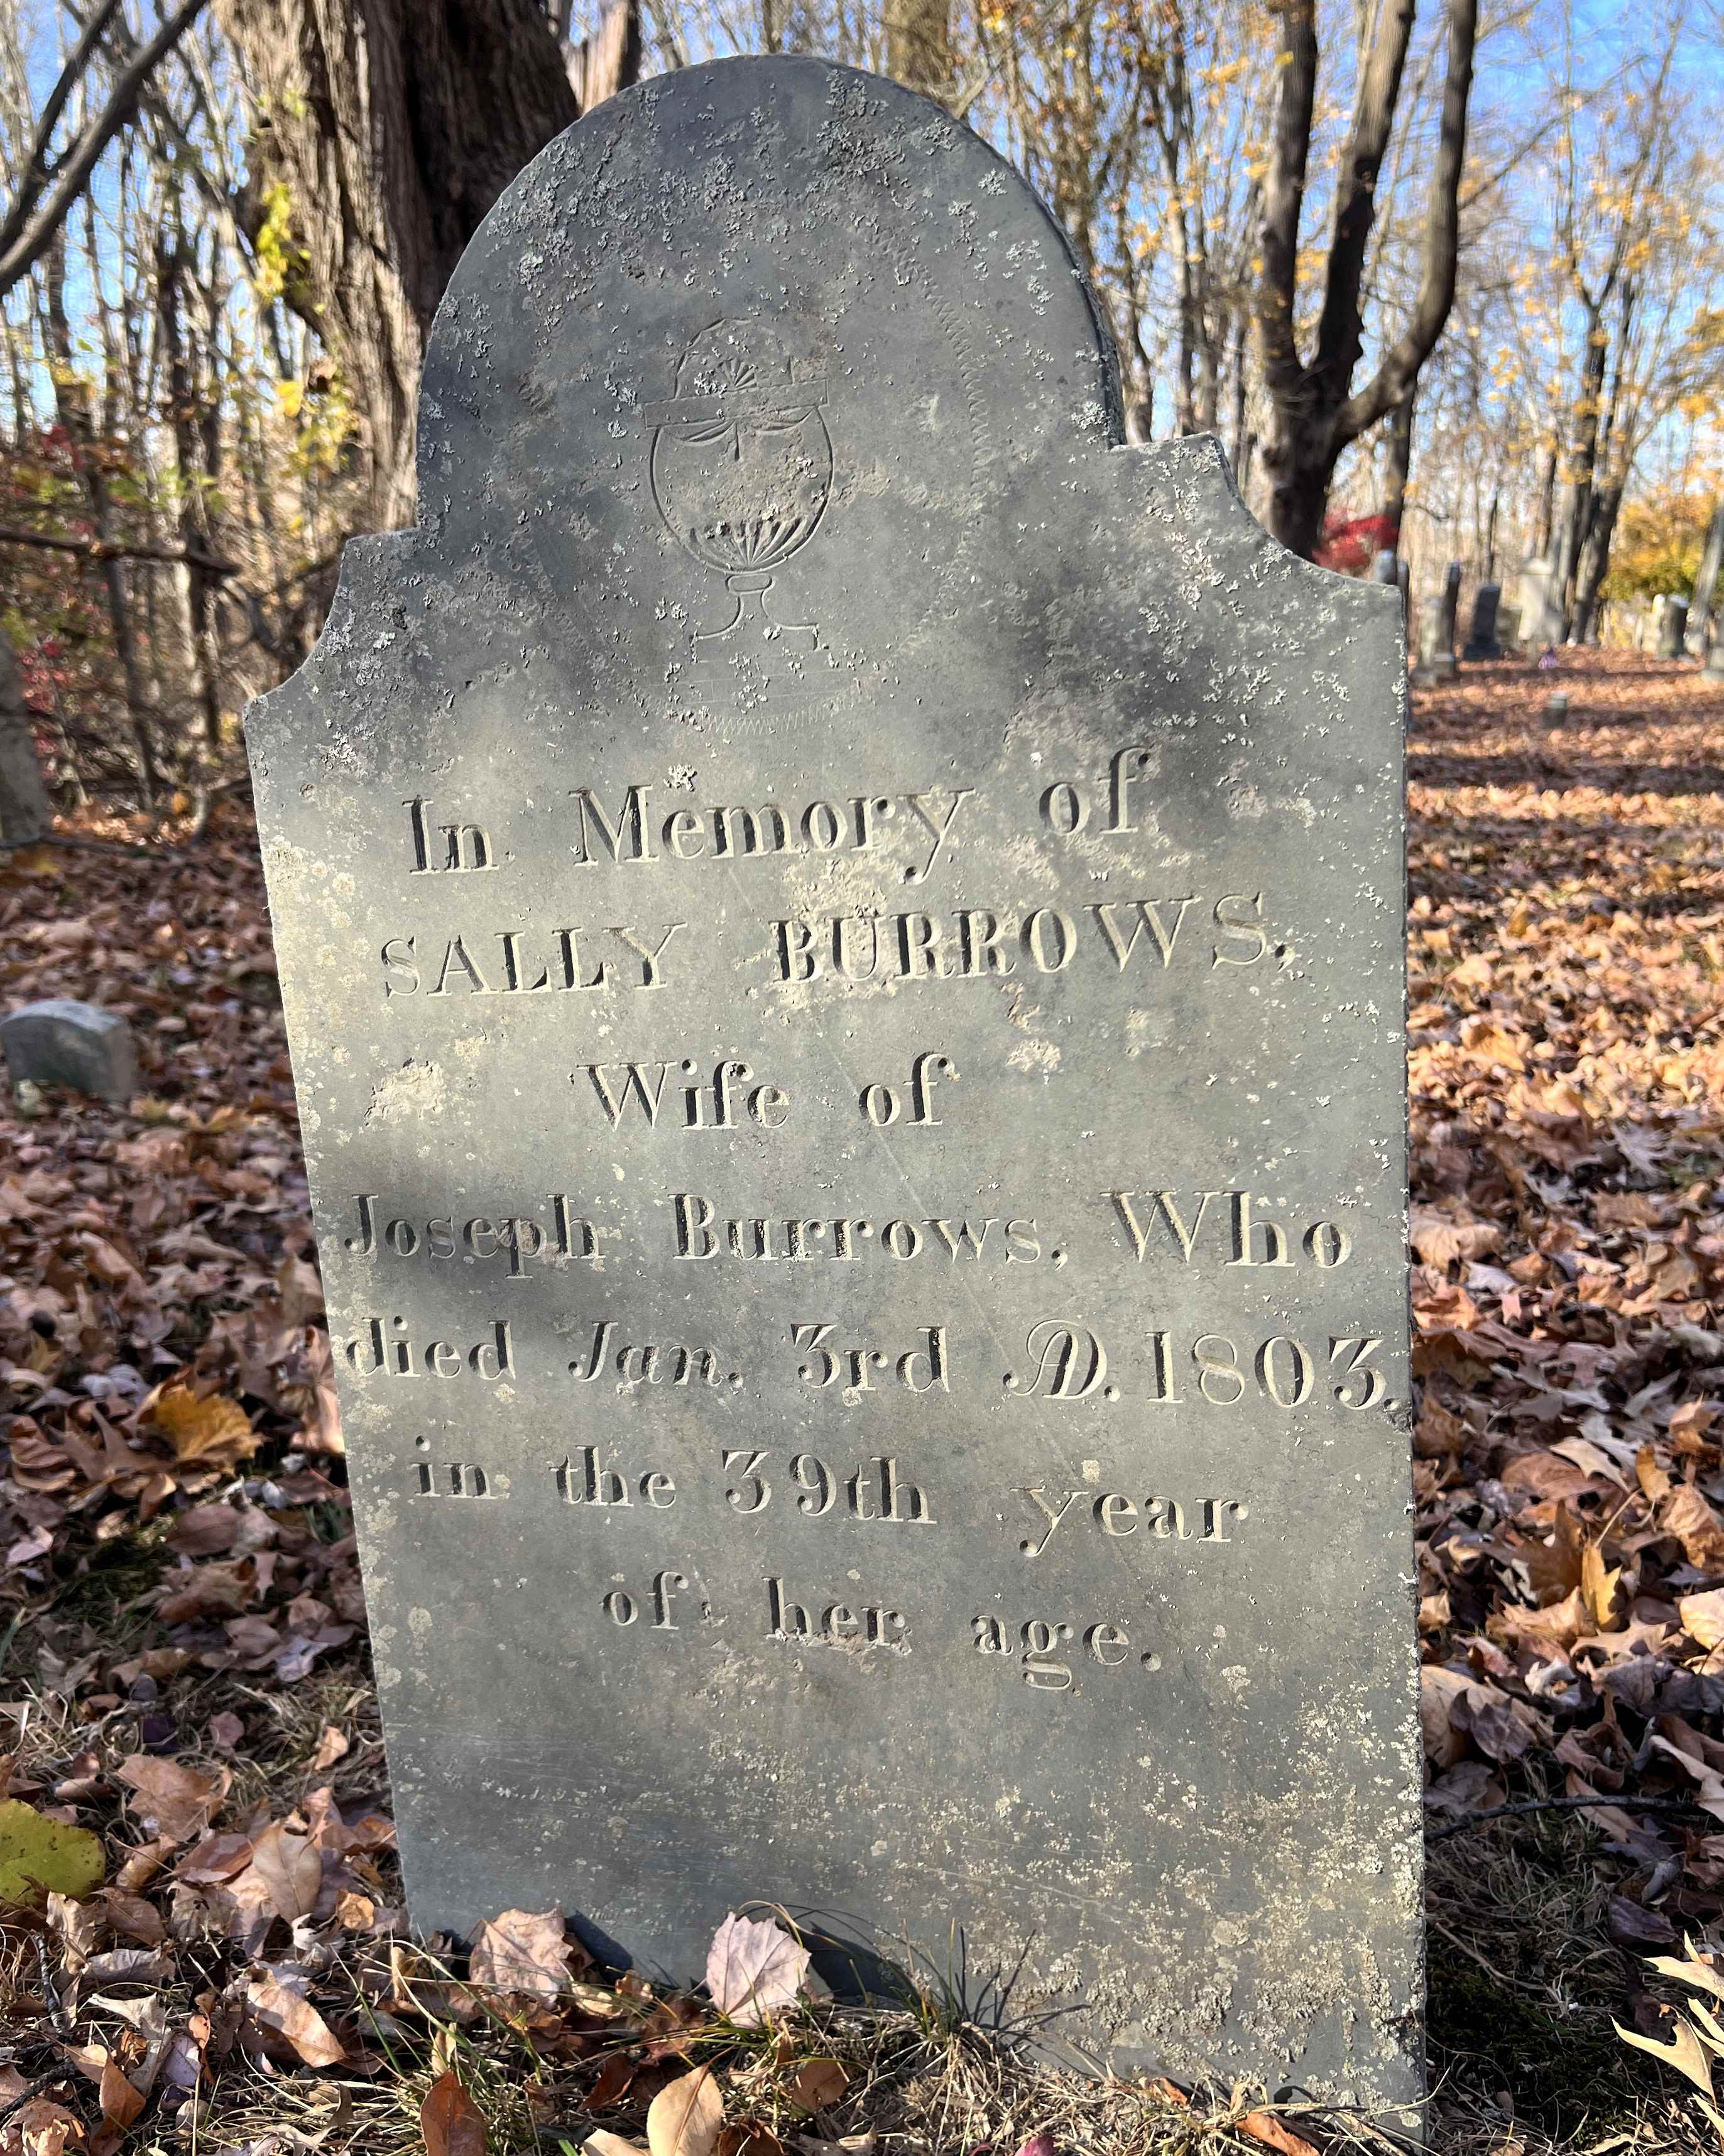 In Memory of
SALLY BURROWS,
Wife of
Joseph Burrows, Who
died Jan. 3rd AD. 1803.
in the 39th year
of her age.